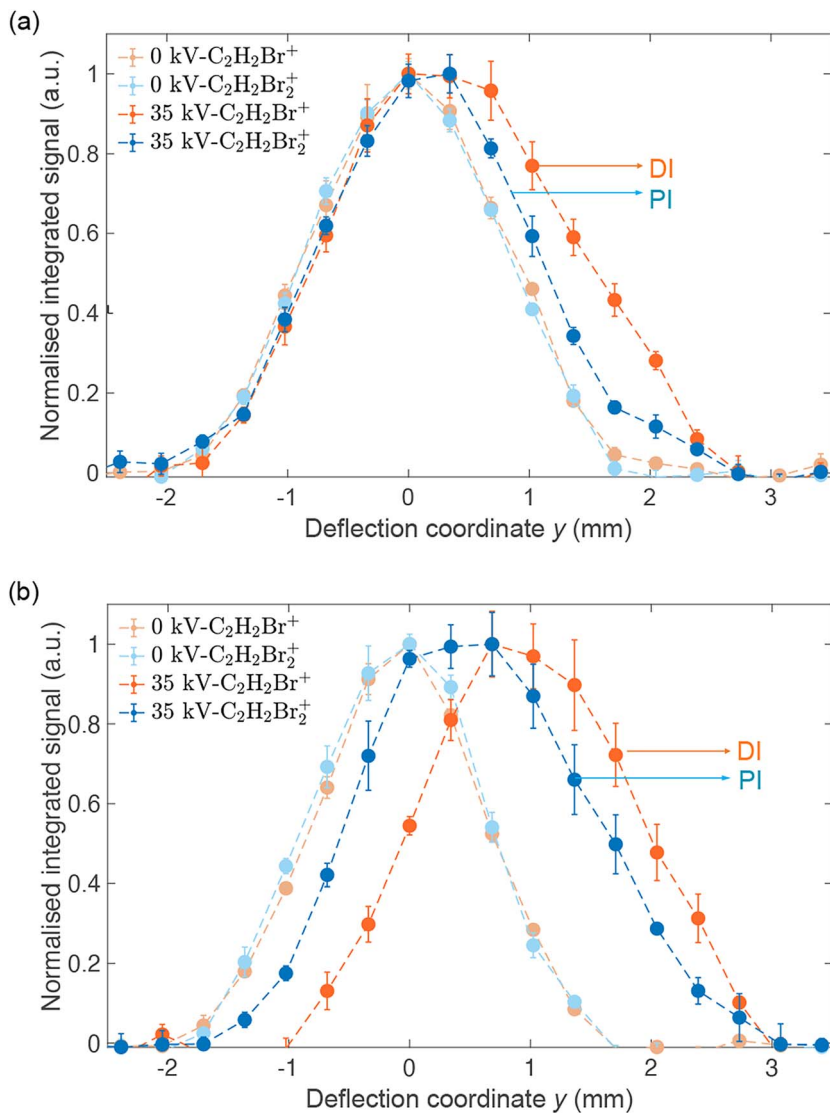 (a)
0 kV-C₂H₂Br⁺
0 kV-C₂H₂Br₂⁺
35 kV-C₂H₂Br⁺
35 kV-C₂H₂Br₂⁺
DI
PI
1
0.8
0.6
0.4
0.2
0
Normalised integrated signal (a.u.)
-2 -1 0 1 2 3
Deflection coordinate y (mm)
(b)
0 kV-C₂H₂Br⁺
0 kV-C₂H₂Br₂⁺
35 kV-C₂H₂Br⁺
35 kV-C₂H₂Br₂⁺
DI
PI
1
0.8
0.6
0.4
0.2
0
Normalised integrated signal (a.u.)
-2 -1 0 1 2 3
Deflection coordinate y (mm)